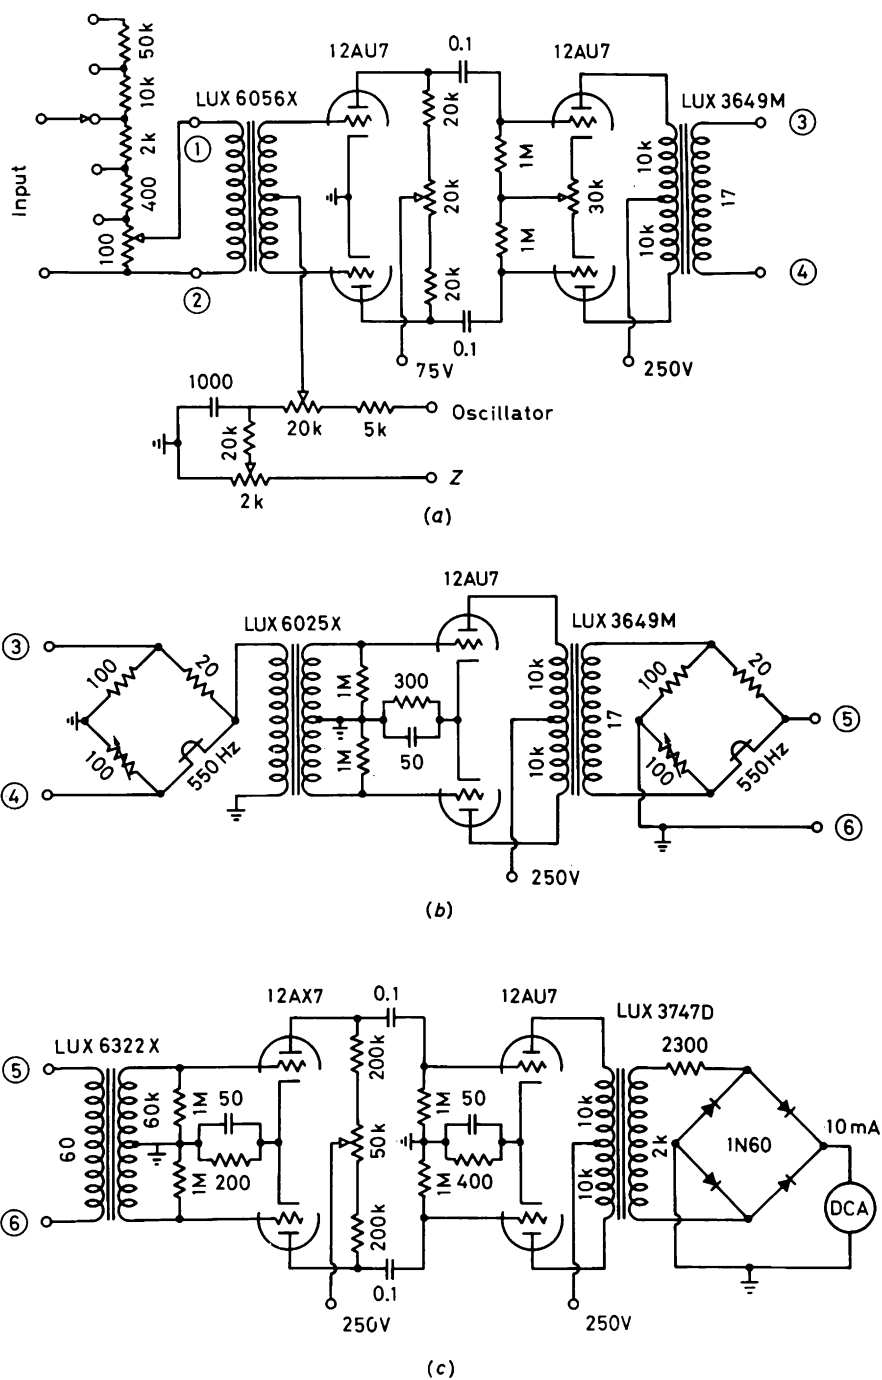 50k
10k
2k
400
100
Input
LUX 6056X
①
②
12AU7
0.1
20k
20k
20k
0.1
75V
1M
1M
12AU7
30k
LUX 3649M
10k
10k
17
250V
③
④
1000
20k
2k
20k
5k
Oscillator
Z
(a)
③
④
100
20
100
550 Hz
LUX 6025X
1M
1M
300
50
12AU7
LUX 3649M
10k
10k
17
250V
100
20
100
550Hz
⑤
⑥
(b)
⑤
⑥
LUX 6322X
60
60k
1M
1M
50
200
12AX7
0.1
200k
50k
200k
0.1
250V
1M
1M
50
400
12AU7
LUX 3747D
10k
10k
2k
250V
2300
1N60
10 mA
DCA
(c)